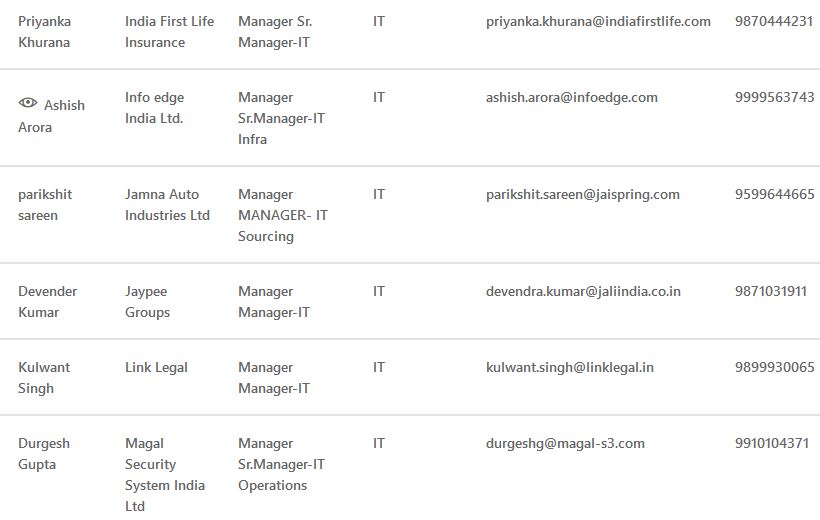 Priyanka India First Life Manager Sr. IT priyanka.khurana@indiafirstlife.com 9870444231
Khurana Insurance Manager-IT
Ashish Info edge Manager IT ashish.arora@infoedge.com 9999563743
Arora India Ltd. Sr.Manager-IT
Infra
parikshit Jamna Auto Manager IT parikshit.sareen@jaispring.com 9599644665
sareen Industries Ltd MANAGER- IT
Sourcing
Devender Jaypee Manager IT devendra.kumar@jaliindia.co.in 9871031911
Kumar Groups Manager-IT
Kulwant Link Legal Manager IT kulwant.singh@linklegal.in 9899930065
Singh Manager-IT
Durgesh Magal Manager IT durgeshg@magal-s3.com 9910104371
Gupta Security Sr.Manager-IT
System India Operations
Ltd